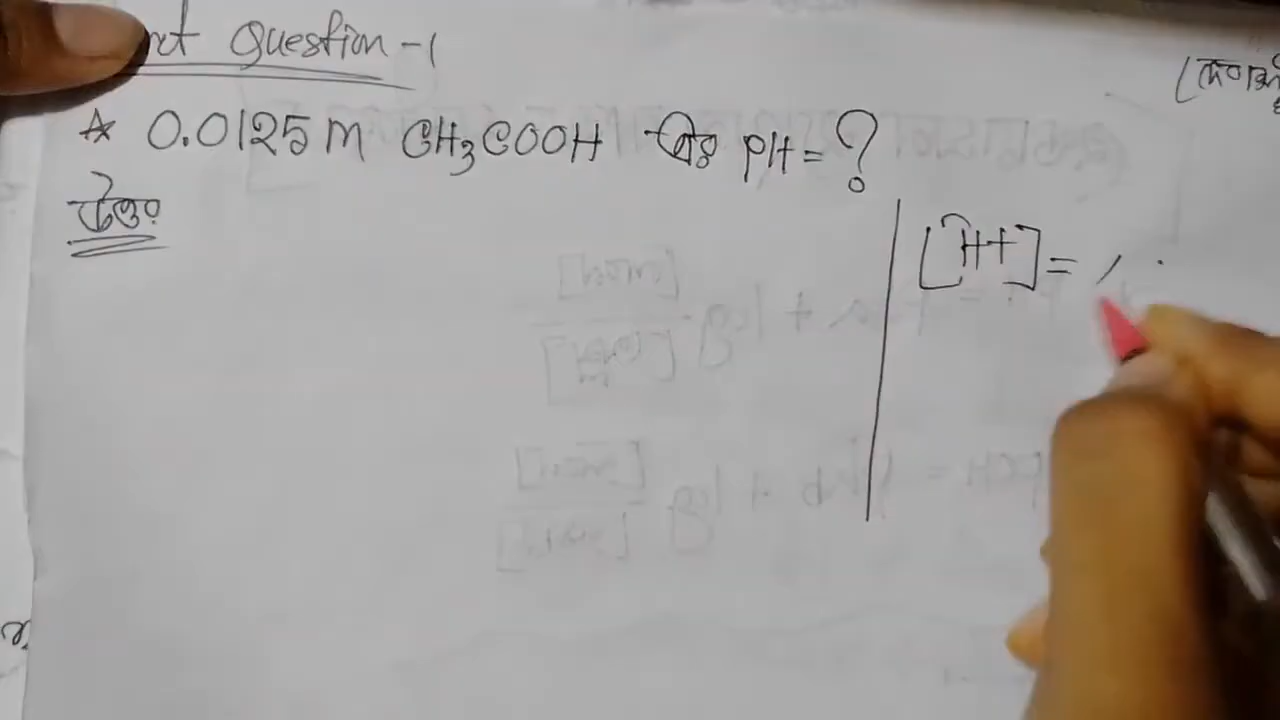 Question-1
☆ 0.0125 M CH3COOH এর pH = ?
উত্তরঃ
[H+] =